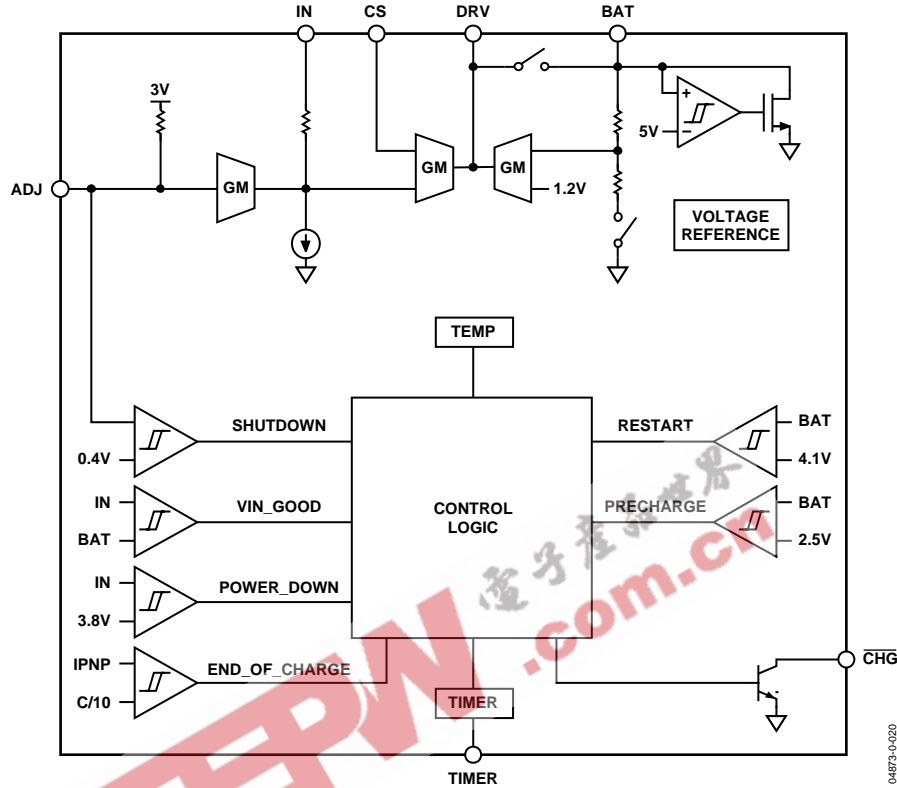 IN CS DRV BAT
3V
5V
+
−
ADJ
GM
GM
GM
1.2V
VOLTAGE
REFERENCE
TEMP
SHUTDOWN
0.4V
IN
VIN_GOOD
BAT
IN
POWER_DOWN
3.8V
IPNP
END_OF_CHARGE
C/10
CONTROL
LOGIC
RESTART
BAT
4.1V
PRECHARGE
BAT
2.5V
TIMER
TIMER
CHG
04873-0-020
電子產品世界
.com.cn
EEPW